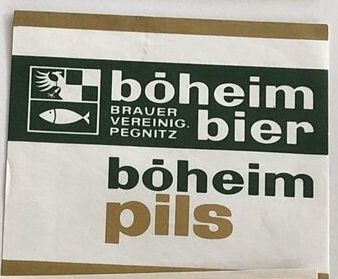 böheim
BRAUER
VEREINIG.
PEGNITZ
bier
böheim
pils